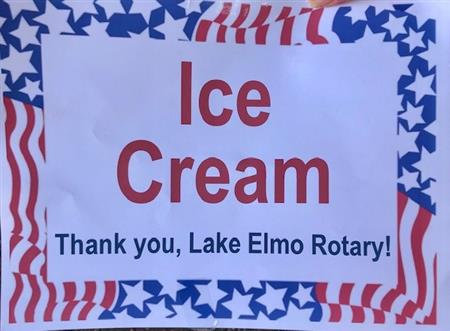 Ice
Cream
Thank you, Lake Elmo Rotary!